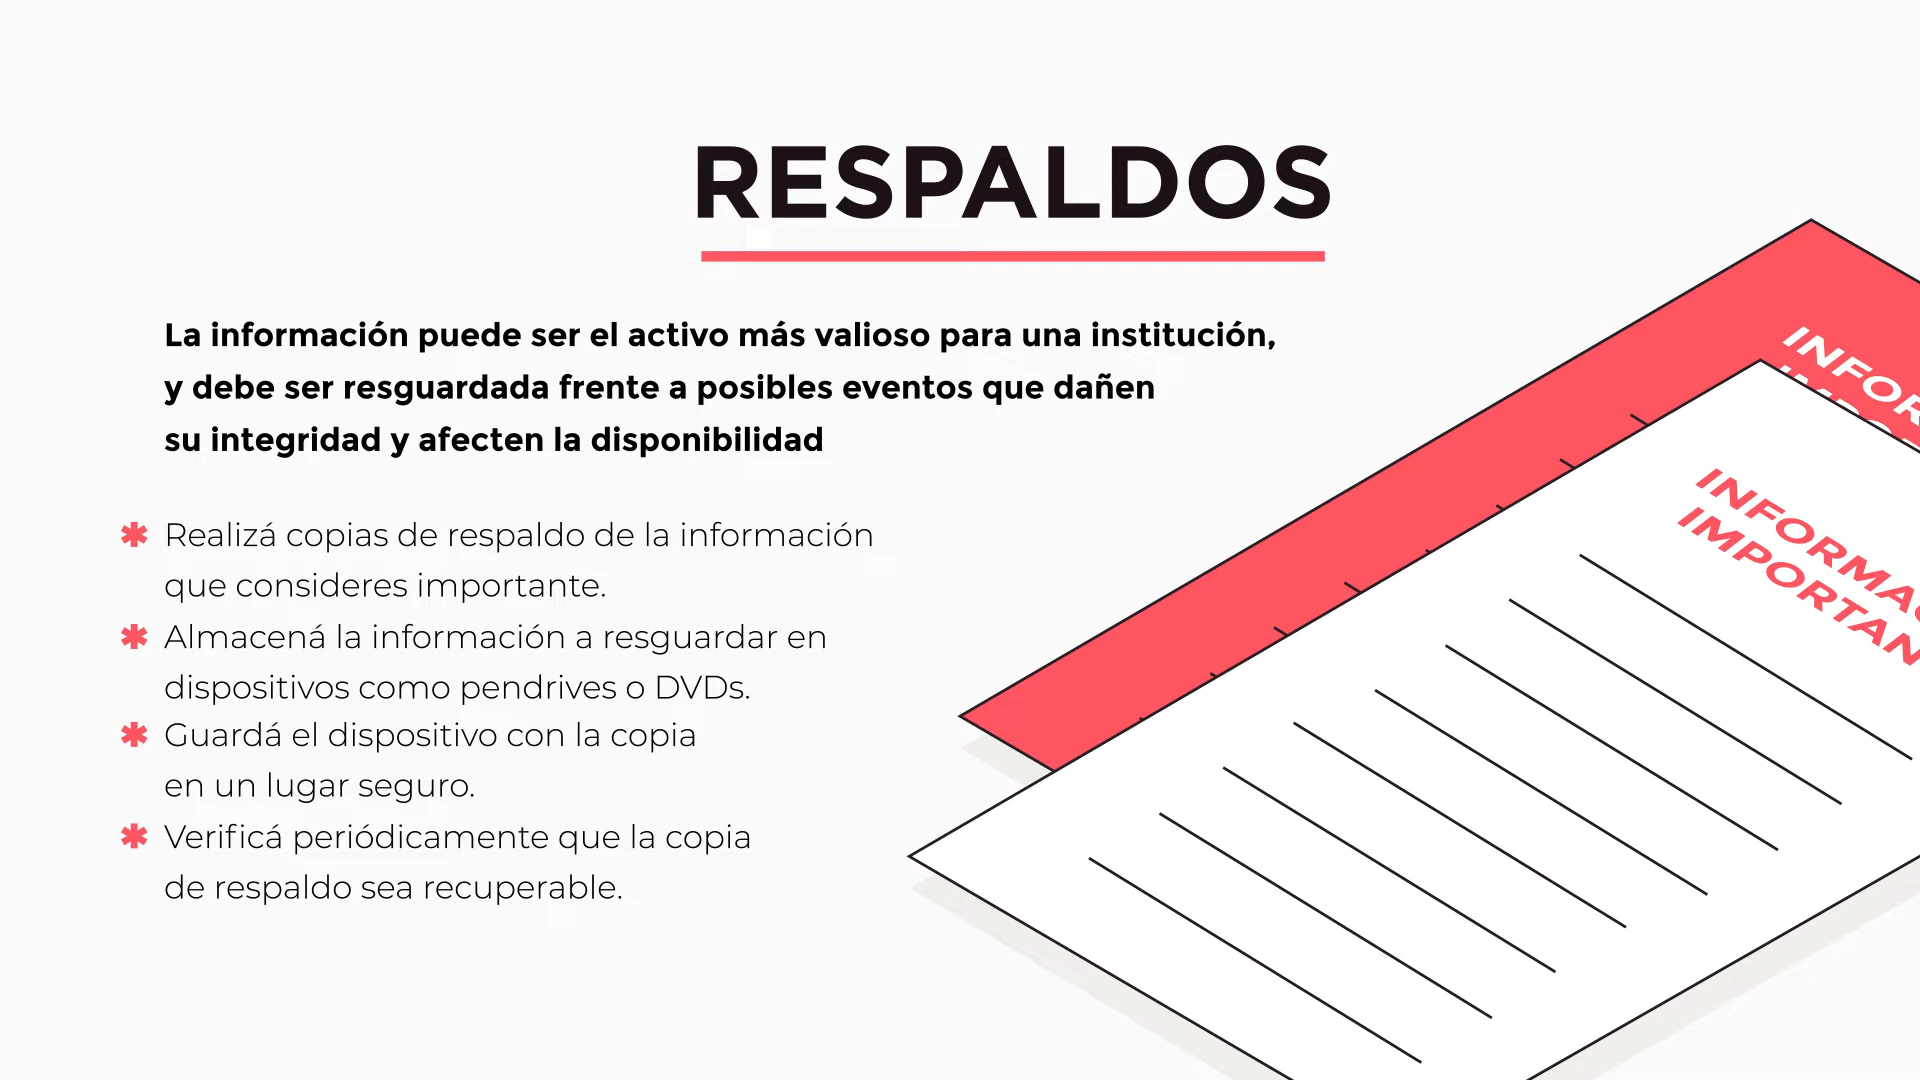 RESPALDOS
La información puede ser el activo más valioso para una institución,
y debe ser resguardada frente a posibles eventos que dañen
su integridad y afecten la disponibilidad
✱ Realizá copias de respaldo de la información
que consideres importante.
✱ Almacená la información a resguardar en
dispositivos como pendrives o DVDs.
✱ Guardá el dispositivo con la copia
en un lugar seguro.
✱ Verificá periódicamente que la copia
de respaldo sea recuperable.
INFOR
INFORMAC
IMPORTAN